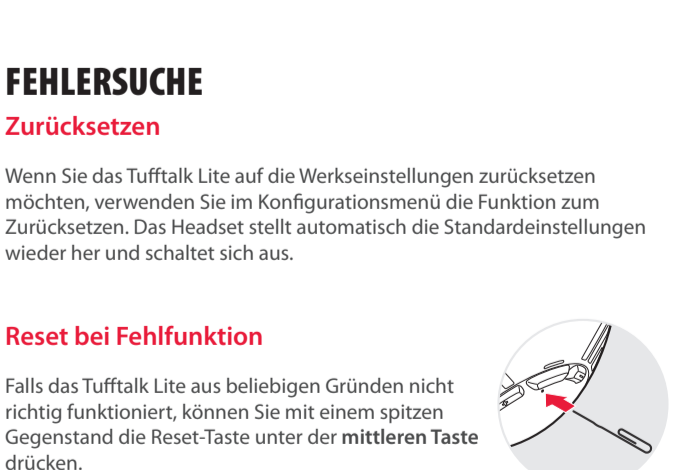 FEHLERSUCHE
Zurücksetzen
Wenn Sie das Tufftalk Lite auf die Werkseinstellungen zurücksetzen
möchten, verwenden Sie im Konfigurationsmenü die Funktion zum
Zurücksetzen. Das Headset stellt automatisch die Standardeinstellungen
wieder her und schaltet sich aus.
Reset bei Fehlfunktion
Falls das Tufftalk Lite aus beliebigen Gründen nicht
richtig funktioniert, können Sie mit einem spitzen
Gegenstand die Reset-Taste unter der mittleren Taste
drücken.